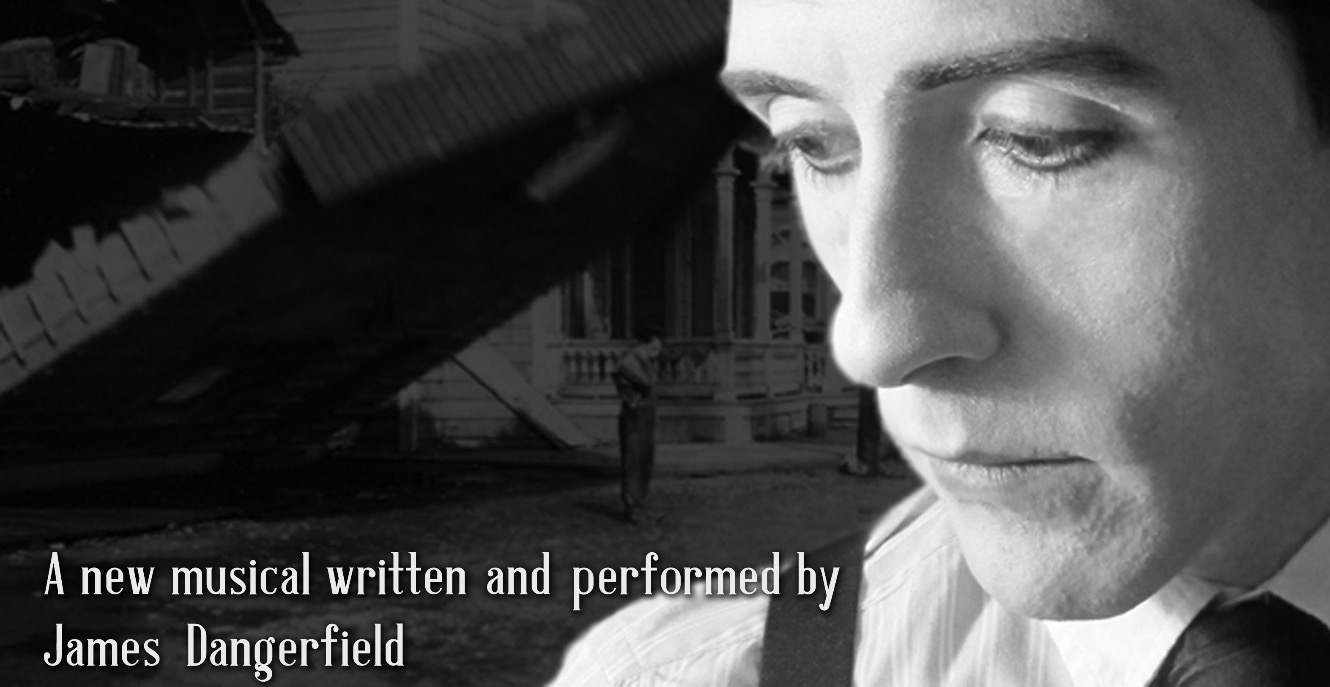 A new musical written and performed by
James Dangerfield